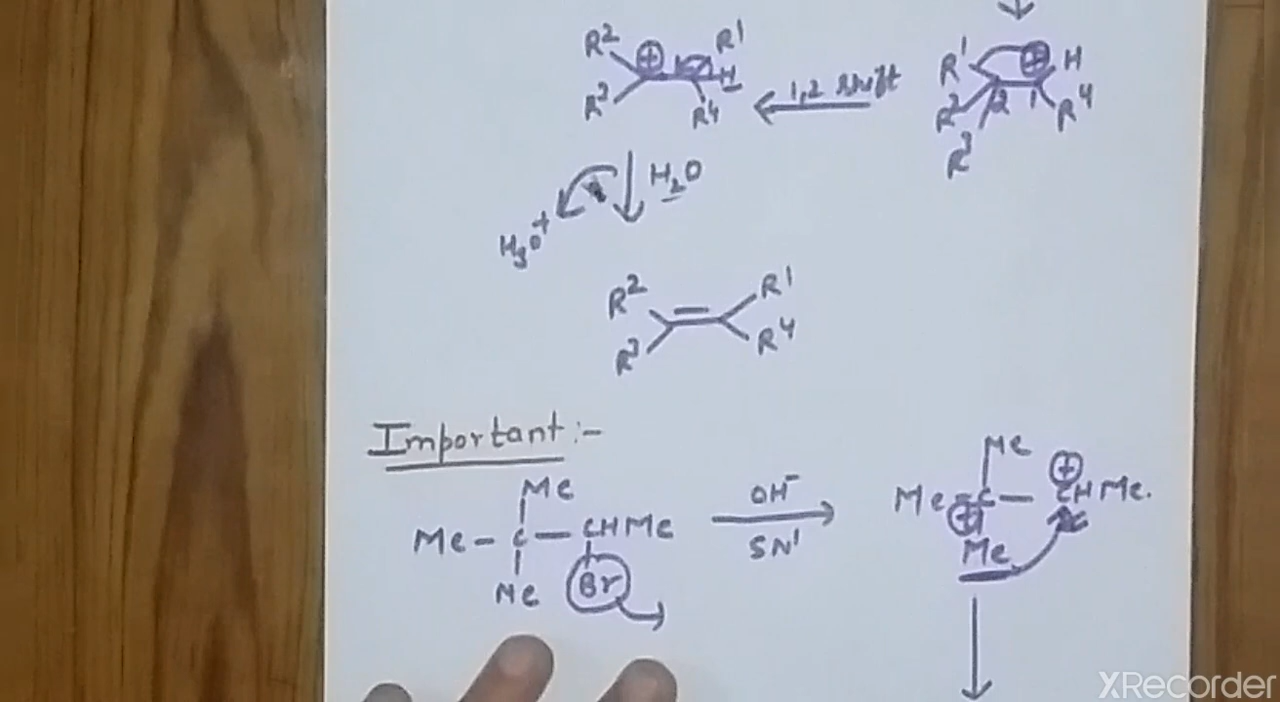 R² ⊕ R¹
H
R³ R⁴
1,2 shift
R¹ ⊕ H
R² 2 1 R⁴
R³
H₂O
H₃O⁺
R² R¹
R³ R⁴
Important :-
Me
Me - C - CHMe
Me Br
OH⁻
SN¹
Me
Me - C - ⊕CHMe.
⊕
Me
XRecorder